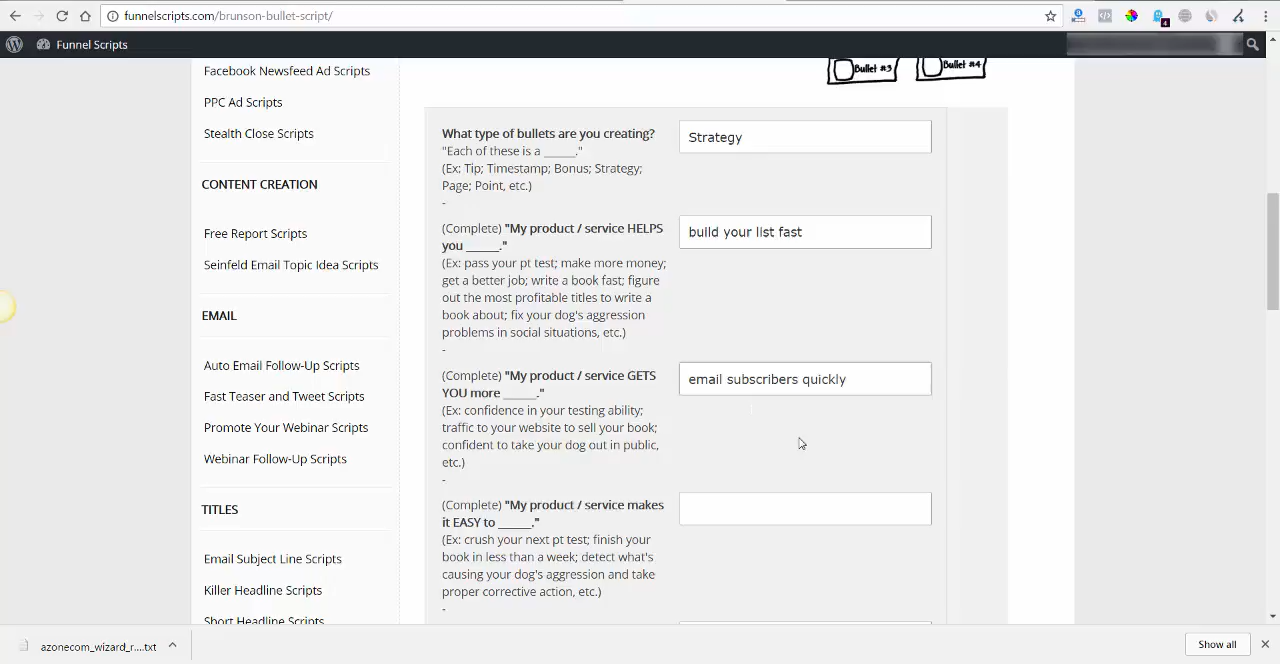 funnelscripts.com/brunson-bullet-script/
4
Funnel Scripts
Facebook Newsfeed Ad Scripts
PPC Ad Scripts
Stealth Close Scripts
CONTENT CREATION
Free Report Scripts
Seinfeld Email Topic Idea Scripts
EMAIL
Auto Email Follow-Up Scripts
Fast Teaser and Tweet Scripts
Promote Your Webinar Scripts
Webinar Follow-Up Scripts
TITLES
Email Subject Line Scripts
Killer Headline Scripts
Short Headline Scripts
Bullet #3
Bullet #4
What type of bullets are you creating?
"Each of these is a ______."
(Ex: Tip; Timestamp; Bonus; Strategy;
Page; Point, etc.)
-
Strategy
(Complete) "My product / service HELPS
you ______."
(Ex: pass your pt test; make more money;
get a better job; write a book fast; figure
out the most profitable titles to write a
book about; fix your dog's aggression
problems in social situations, etc.)
-
build your list fast
(Complete) "My product / service GETS
YOU more ______."
(Ex: confidence in your testing ability;
traffic to your website to sell your book;
confident to take your dog out in public,
etc.)
-
email subscribers quickly
(Complete) "My product / service makes
it EASY to ______."
(Ex: crush your next pt test; finish your
book in less than a week; detect what's
causing your dog's aggression and take
proper corrective action, etc.)
-
azonecom_wizard_r....txt
Show all